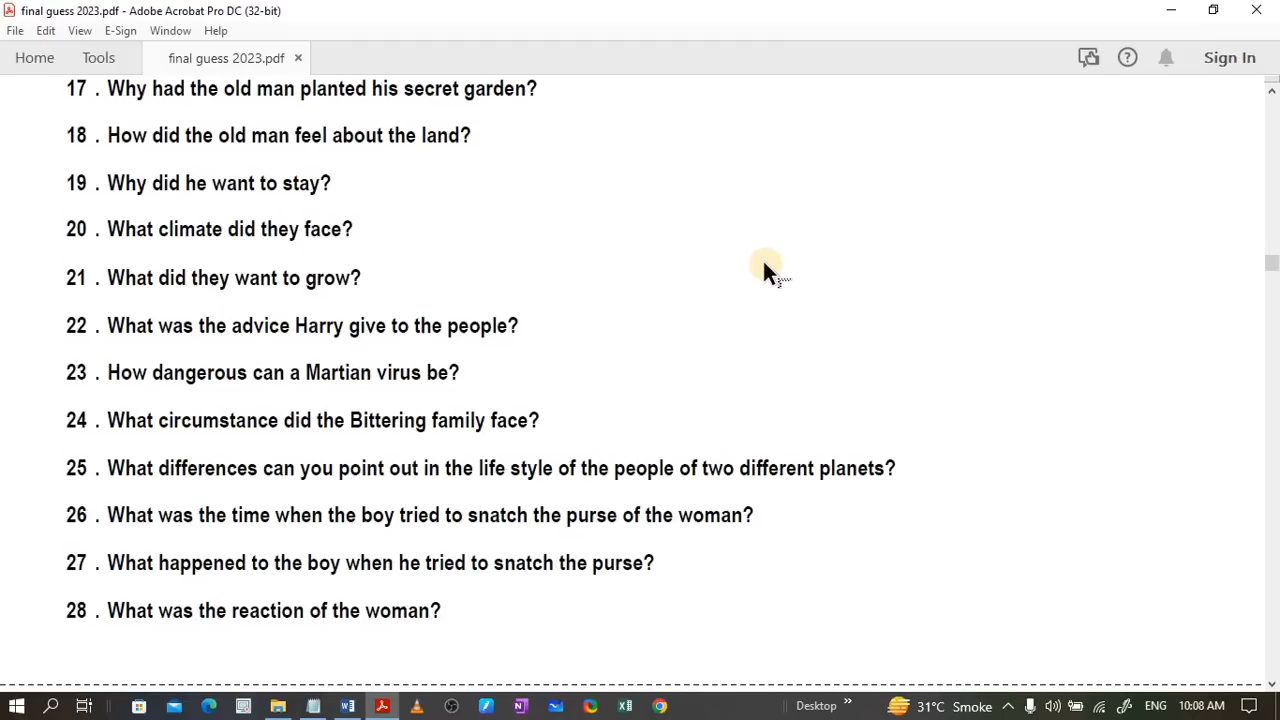 final guess 2023.pdf - Adobe Acrobat Pro DC (32-bit)
File Edit View E-Sign Window Help
Home Tools final guess 2023.pdf × Sign In
17 . Why had the old man planted his secret garden?
18 . How did the old man feel about the land?
19 . Why did he want to stay?
20 . What climate did they face?
21 . What did they want to grow?
22 . What was the advice Harry give to the people?
23 . How dangerous can a Martian virus be?
24 . What circumstance did the Bittering family face?
25 . What differences can you point out in the life style of the people of two different planets?
26 . What was the time when the boy tried to snatch the purse of the woman?
27 . What happened to the boy when he tried to snatch the purse?
28 . What was the reaction of the woman?
Desktop » 31°C Smoke ENG 10:08 AM